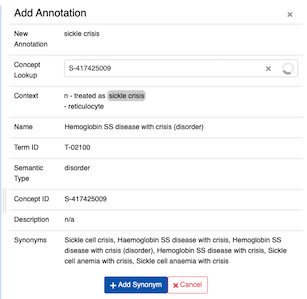 Add Annotation ×
New Annotation sickle crisis
Concept Lookup S-417425009 ×
Context n - treated as sickle crisis
- reticulocyte
Name Hemoglobin SS disease with crisis (disorder)
Term ID T-02100
Semantic Type disorder
Concept ID S-417425009
Description n/a
Synonyms Sickle cell crisis, Haemoglobin SS disease with crisis, Hemoglobin SS
disease with crisis (disorder), Hemoglobin SS disease with crisis, Sickle
cell anemia with crisis, Sickle cell anaemia with crisis
+ Add Synonym × Cancel